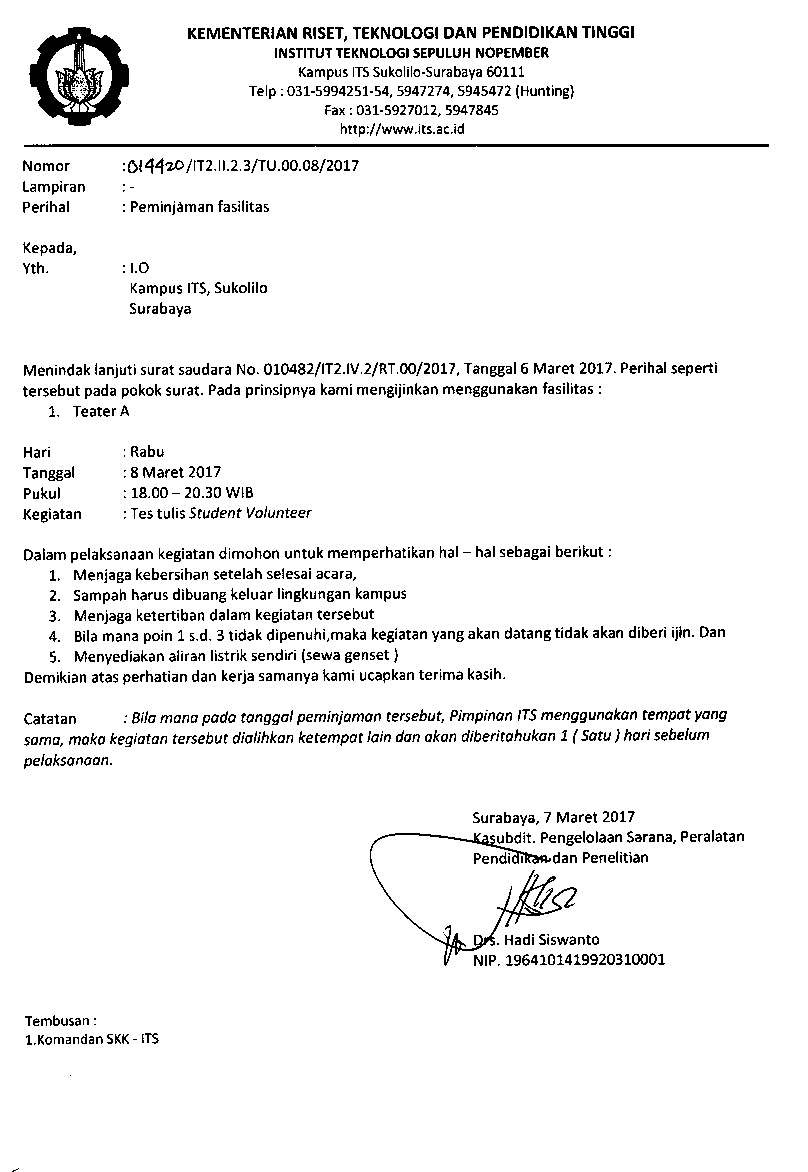 KEMENTERIAN RISET, TEKNOLOGI DAN PENDIDIKAN TINGGI
INSTITUT TEKNOLOGI SEPULUH NOPEMBER
Kampus ITS Sukolilo-Surabaya 60111
Telp : 031-5994251-54, 5947274, 5945472 (Hunting)
Fax : 031-5927012, 5947845
http://www.its.ac.id
Nomor : 014420/IT2.II.2.3/TU.00.08/2017
Lampiran : -
Perihal : Peminjaman fasilitas
Kepada,
Yth. : I.O
Kampus ITS, Sukolilo
Surabaya
Menindak lanjuti surat saudara No. 010482/IT2.IV.2/RT.00/2017, Tanggal 6 Maret 2017. Perihal seperti
tersebut pada pokok surat. Pada prinsipnya kami mengijinkan menggunakan fasilitas :
1. Teater A
Hari : Rabu
Tanggal : 8 Maret 2017
Pukul : 18.00 – 20.30 WIB
Kegiatan : Tes tulis Student Volunteer
Dalam pelaksanaan kegiatan dimohon untuk memperhatikan hal – hal sebagai berikut :
1. Menjaga kebersihan setelah selesai acara,
2. Sampah harus dibuang keluar lingkungan kampus
3. Menjaga ketertiban dalam kegiatan tersebut
4. Bila mana poin 1 s.d. 3 tidak dipenuhi,maka kegiatan yang akan datang tidak akan diberi ijin. Dan
5. Menyediakan aliran listrik sendiri (sewa genset )
Demikian atas perhatian dan kerja samanya kami ucapkan terima kasih.
Catatan : Bila mana pada tanggal peminjaman tersebut, Pimpinan ITS menggunakan tempat yang
sama, maka kegiatan tersebut dialihkan ketempat lain dan akan diberitahukan 1 ( Satu ) hari sebelum
pelaksanaan.
Surabaya, 7 Maret 2017
Kasubdit. Pengelolaan Sarana, Peralatan
Pendidikan dan Penelitian
Drs. Hadi Siswanto
NIP. 1964101419920310001
Tembusan :
1.Komandan SKK - ITS